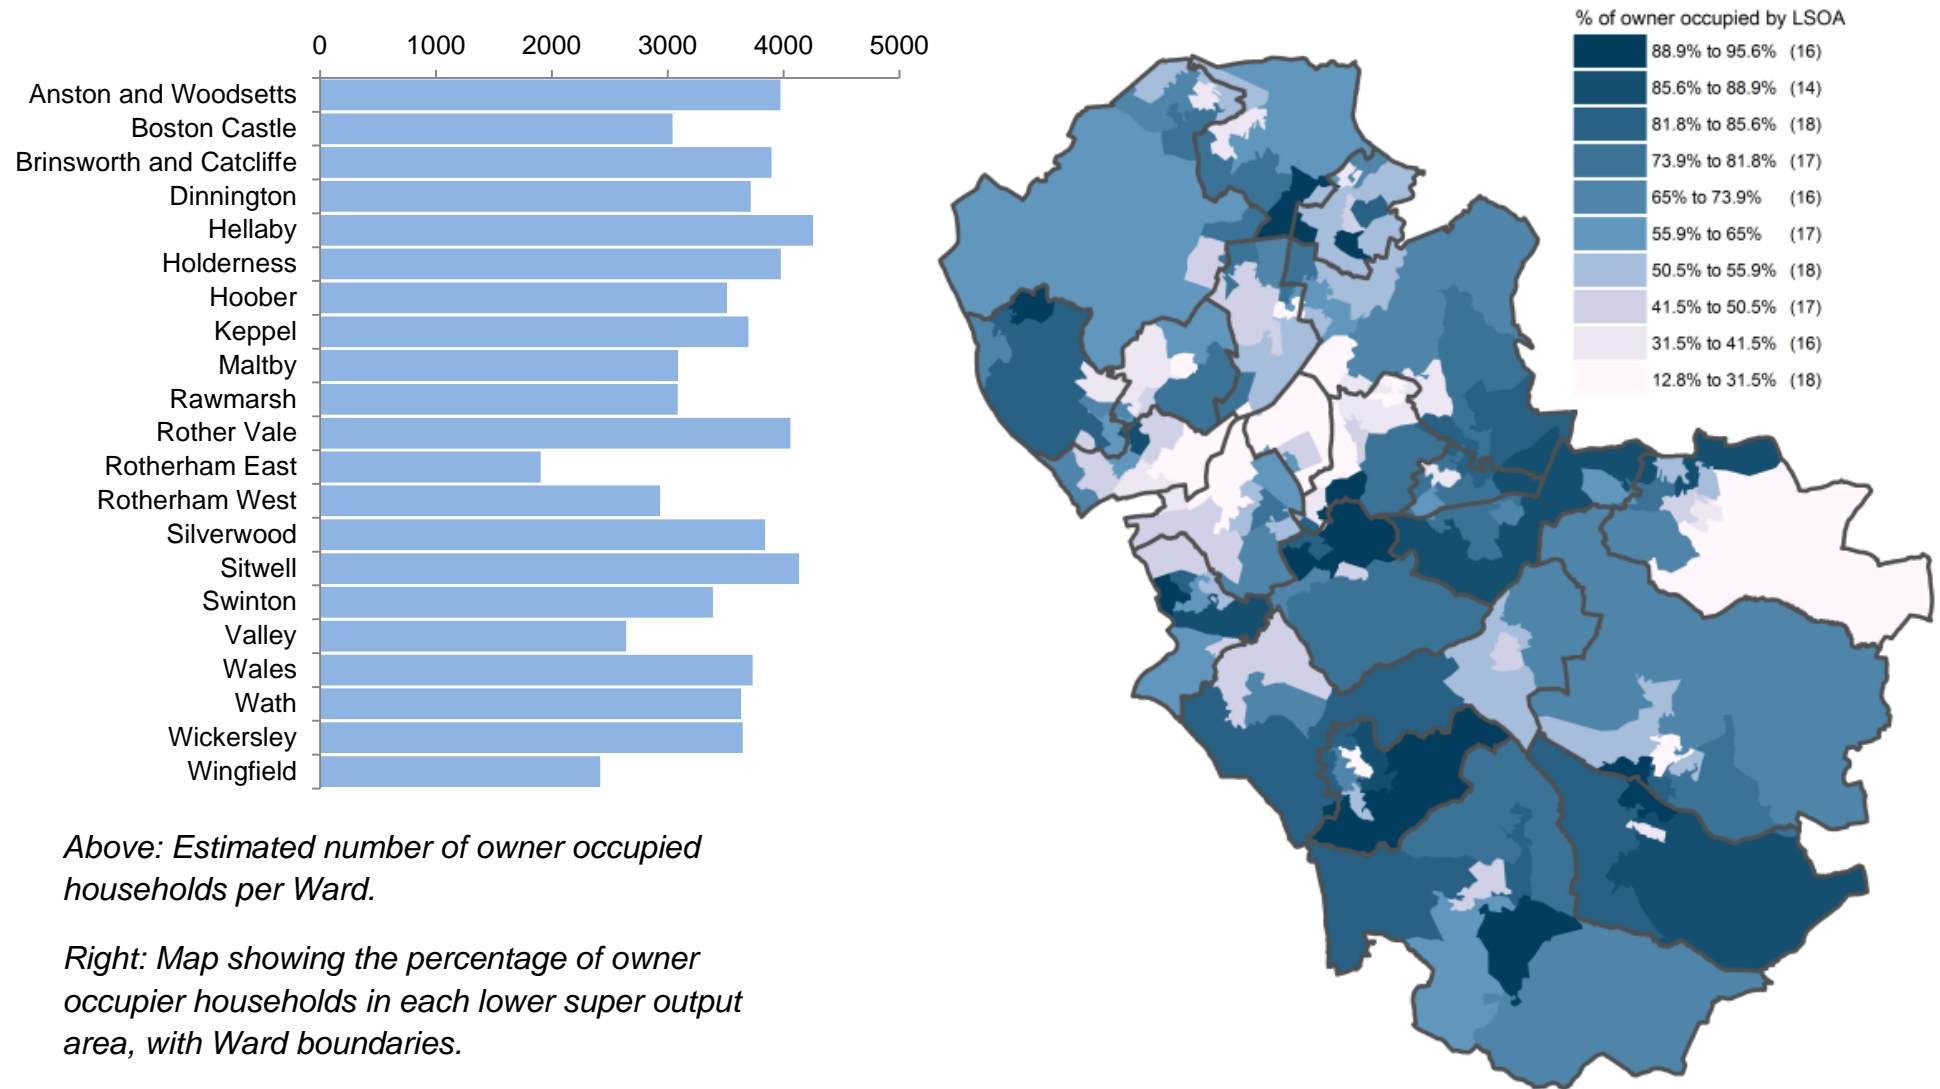 0 1000 2000 3000 4000 5000
Anston and Woodsetts
Boston Castle
Brinsworth and Catcliffe
Dinnington
Hellaby
Holderness
Hoober
Keppel
Maltby
Rawmarsh
Rother Vale
Rotherham East
Rotherham West
Silverwood
Sitwell
Swinton
Valley
Wales
Wath
Wickersley
Wingfield
Above: Estimated number of owner occupied
households per Ward.
Right: Map showing the percentage of owner
occupier households in each lower super output
area, with Ward boundaries.
% of owner occupied by LSOA
88.9% to 95.6% (16)
85.6% to 88.9% (14)
81.8% to 85.6% (18)
73.9% to 81.8% (17)
65% to 73.9% (16)
55.9% to 65% (17)
50.5% to 55.9% (18)
41.5% to 50.5% (17)
31.5% to 41.5% (16)
12.8% to 31.5% (18)